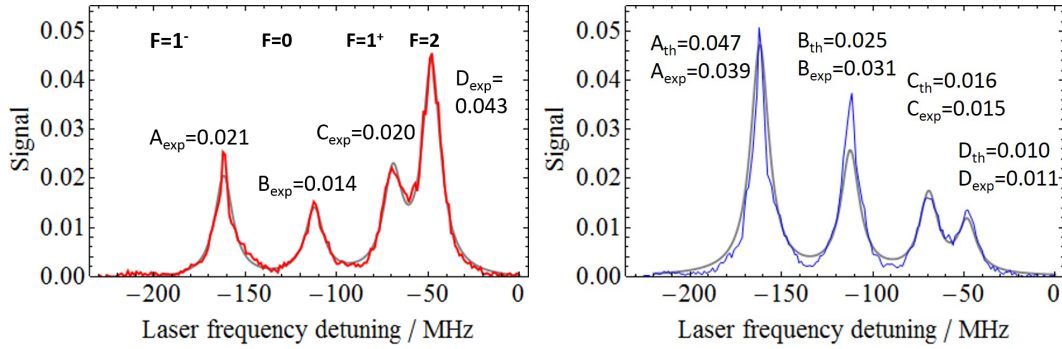 0.05
0.04
0.03
0.02
0.01
0.00
Signal
F=1⁻ F=0 F=1⁺ F=2
A_exp=0.021
B_exp=0.014
C_exp=0.020
D_exp=
0.043
−200 −150 −100 −50 0
Laser frequency detuning / MHz
0.05
0.04
0.03
0.02
0.01
0.00
Signal
A_th=0.047
A_exp=0.039
B_th=0.025
B_exp=0.031
C_th=0.016
C_exp=0.015
D_th=0.010
D_exp=0.011
−200 −150 −100 −50 0
Laser frequency detuning / MHz